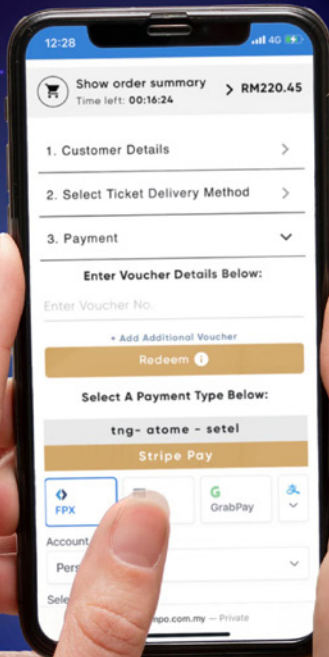 12:28
4G
Show order summary
RM220.45
Time left: 00:16:24
1. Customer Details
2. Select Ticket Delivery Method
3. Payment
Enter Voucher Details Below:
Enter Voucher No.
+ Add Additional Voucher
Redeem
Select A Payment Type Below:
tng- atome - setel
Stripe Pay
FPX
G
GrabPay
Account
Pers
Sele
mpo.com.my — Private